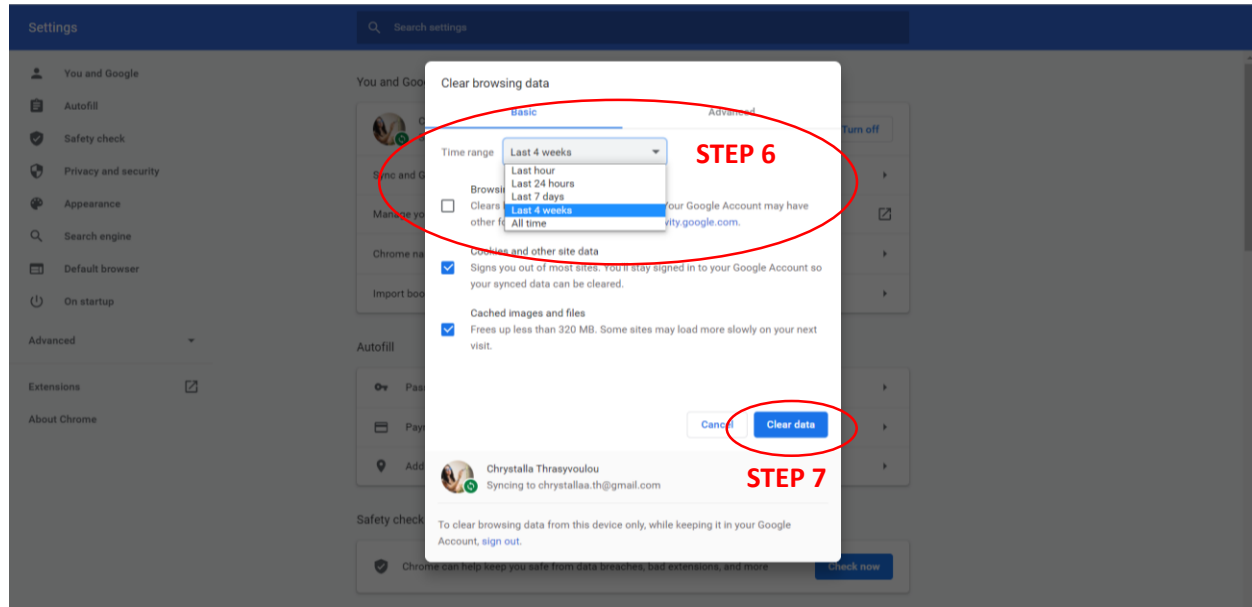 Settings
Search settings
You and Google
Autofill
Safety check
Privacy and security
Appearance
Search engine
Default browser
On startup
Advanced
Extensions
About Chrome
You and Goo
Turn off
Sync and G
Manage yo
Chrome na
Import boo
Autofill
Pas
Pay
Add
Safety check
Chrome can help keep you safe from data breaches, bad extensions, and more
Check now
Clear browsing data
Basic
Advanced
Time range
Last 4 weeks
STEP 6
Last hour
Last 24 hours
Last 7 days
Last 4 weeks
All time
Browsi
Clears
our Google Account may have
other f
vity.google.com.
Cookies and other site data
Signs you out of most sites. You'll stay signed in to your Google Account so
your synced data can be cleared.
Cached images and files
Frees up less than 320 MB. Some sites may load more slowly on your next
visit.
Cancel
Clear data
STEP 7
Chrystalla Thrasyvoulou
Syncing to chrystallaa.th@gmail.com
To clear browsing data from this device only, while keeping it in your Google
Account, sign out.